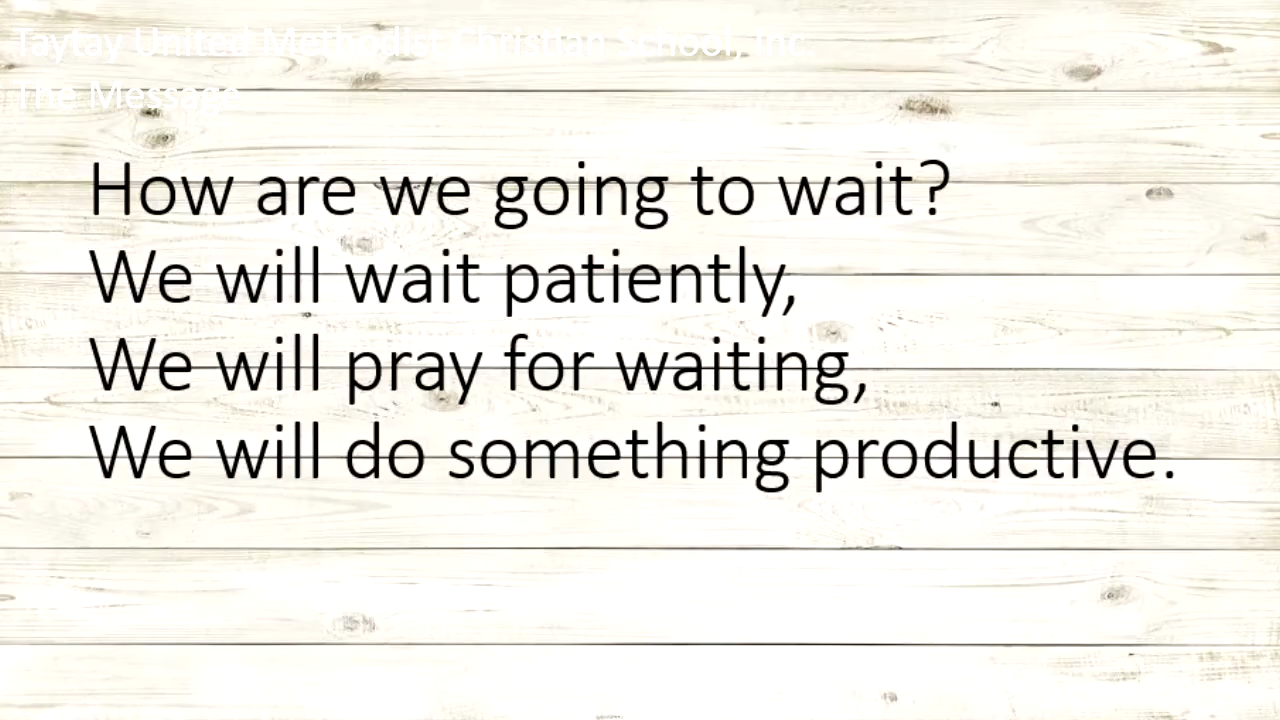 Taytay United Methodist Christian School, Inc.
The Message
How are we going to wait?
We will wait patiently,
We will pray for waiting,
We will do something productive.